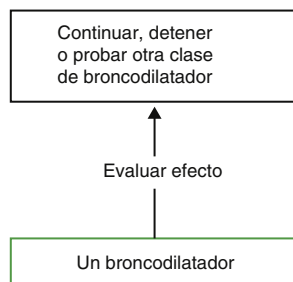 Continuar, detener
o probar otra clase
de broncodilatador
Evaluar efecto
Un broncodilatador